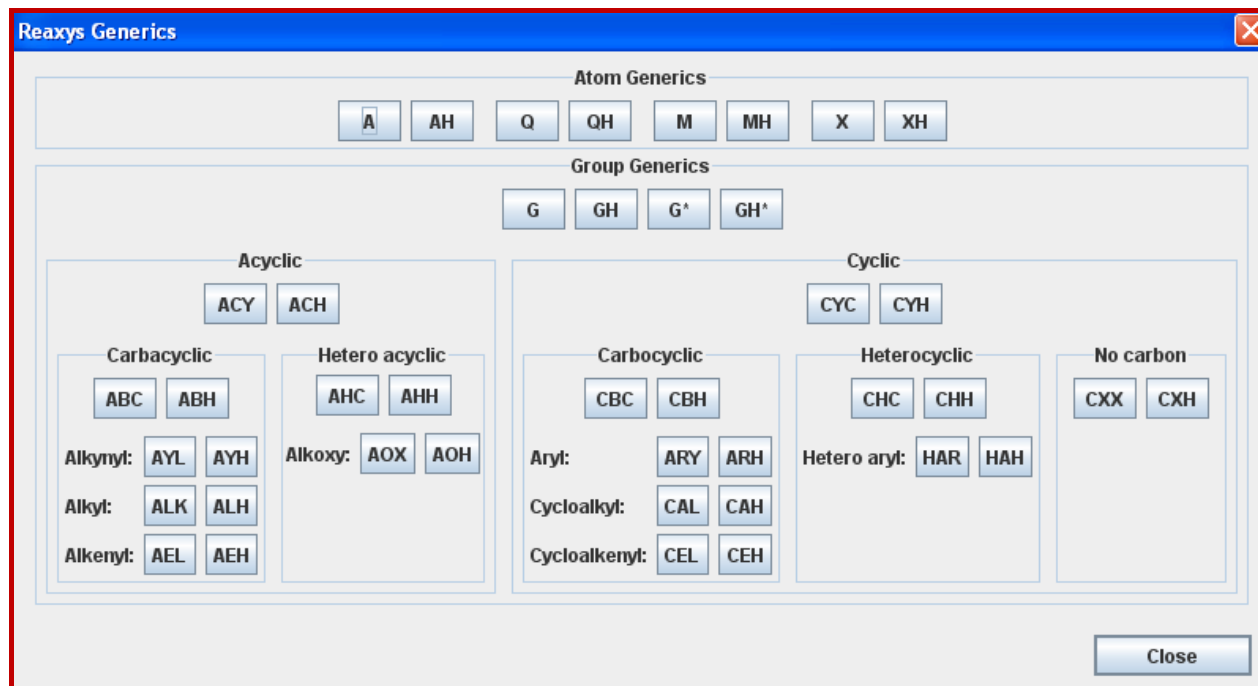 Reaxys Generics
Atom Generics
A AH Q QH M MH X XH
Group Generics
G GH G* GH*
Acyclic
ACY ACH
Carbacyclic
ABC ABH
Alkynyl: AYL AYH
Alkyl: ALK ALH
Alkenyl: AEL AEH
Hetero acyclic
AHC AHH
Alkoxy: AOX AOH
Cyclic
CYC CYH
Carbocyclic
CBC CBH
Aryl: ARY ARH
Cycloalkyl: CAL CAH
Cycloalkenyl: CEL CEH
Heterocyclic
CHC CHH
Hetero aryl: HAR HAH
No carbon
CXX CXH
Close